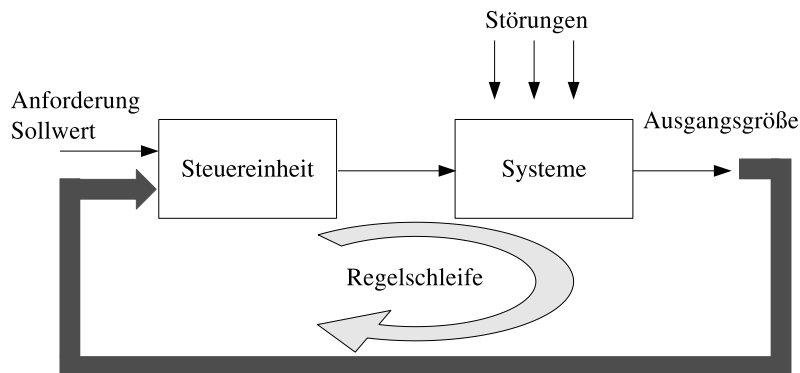 Störungen
Anforderung
Sollwert
Ausgangsgröße
Steuereinheit
Systeme
Regelschleife